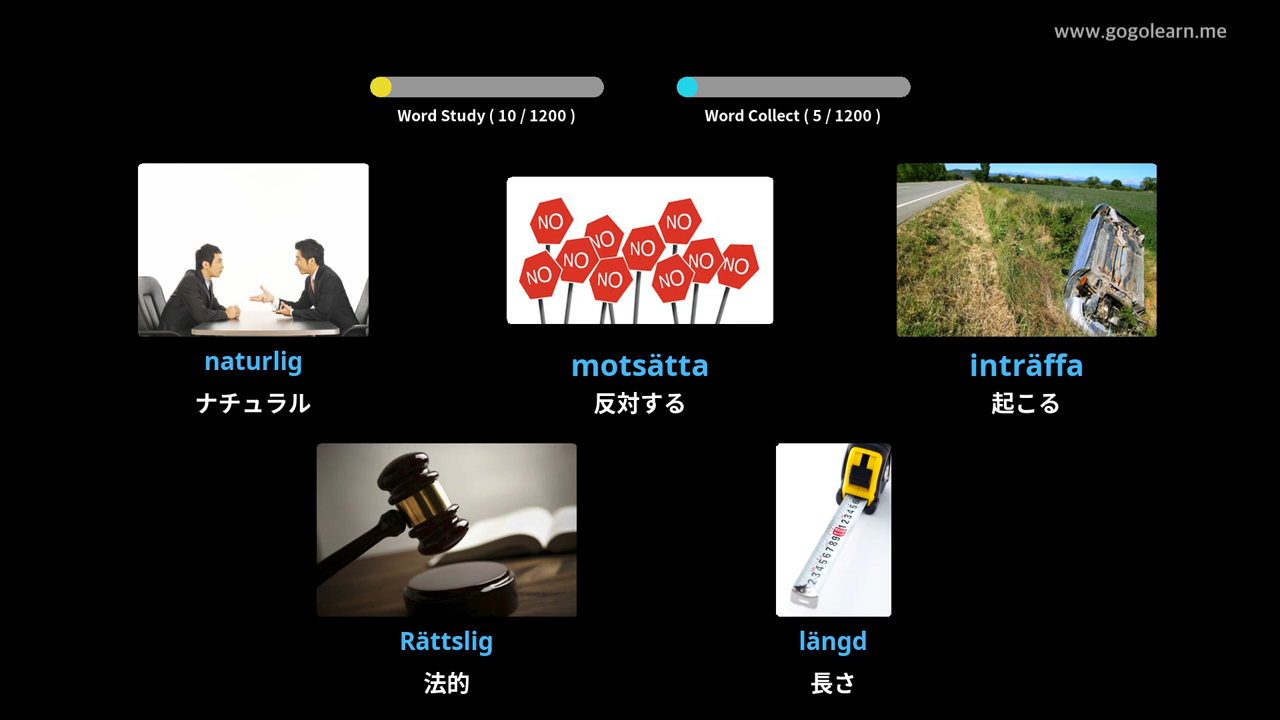 www.gogolearn.me
Word Study ( 10 / 1200 )
Word Collect ( 5 / 1200 )
NO NO NO NO NO NO NO NO NO NO
naturlig
motsätta
inträffa
ナチュラル
反対する
起こる
Rättslig
längd
法的
長さ